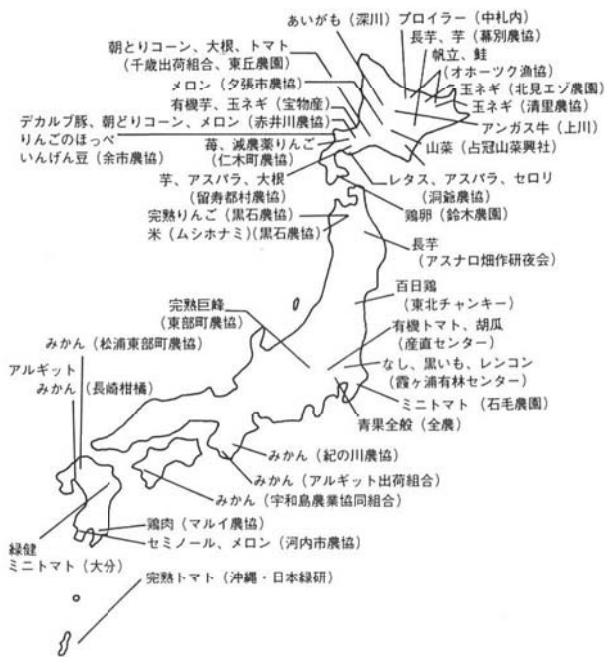 あいがも（深川）
ブロイラー（中札内）
長芋、芋（幕別農協）
帆立、鮭
（オホーツク漁協）
玉ネギ（北見エゾ農園）
玉ネギ（清里農協）
アンガス牛（上川）
山菜（占冠山菜興社）
レタス、アスパラ、セロリ
（洞爺農協）
鶏卵（鈴木農園）
朝とりコーン、大根、トマト
（千歳出荷組合、東丘農園）
メロン（夕張市農協）
有機芋、玉ネギ（宝物産）
デカルブ豚、朝どりコーン、メロン（赤井川農協）
りんごのほっぺ
いんげん豆（余市農協）
苺、減農薬りんご
（仁木町農協）
芋、アスパラ、大根
（留寿都村農協）
完熟りんご（黒石農協）
米（ムシホナミ）（黒石農協）
長芋
（アスナロ畑作研夜会）
百日鶏
（東北チャンキー）
有機トマト、胡瓜
（産直センター）
なし、黒いも、レンコン
（霞ヶ浦有林センター）
ミニトマト（石毛農園）
青果全般（全農）
完熟巨峰
（東部町農協）
みかん（松浦東部町農協）
アルギット
みかん（長崎柑橘）
みかん（紀の川農協）
みかん（アルギット出荷組合）
みかん（宇和島農業協同組合）
鶏肉（マルイ農協）
セミノール、メロン（河内市農協）
緑健
ミニトマト（大分）
完熟トマト（沖縄・日本緑研）